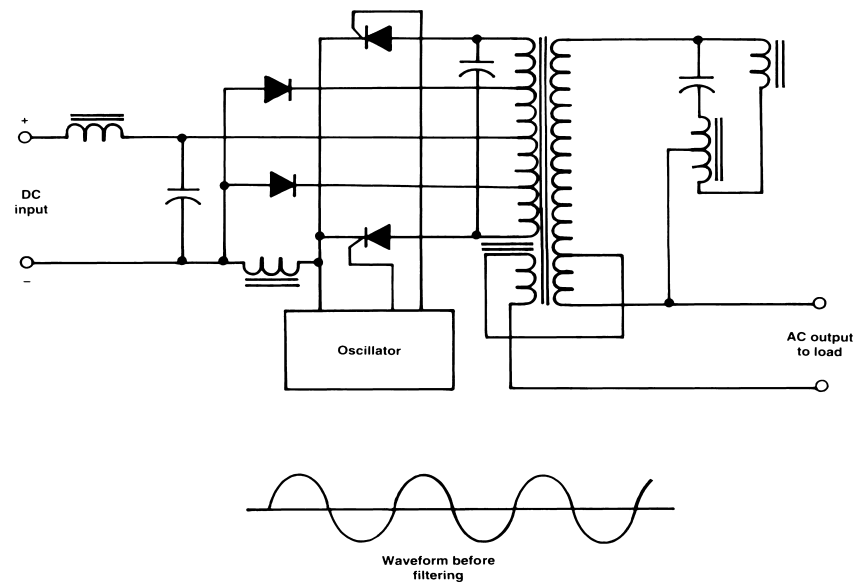 +
DC
input
–
Oscillator
AC output
to load
Waveform before
filtering